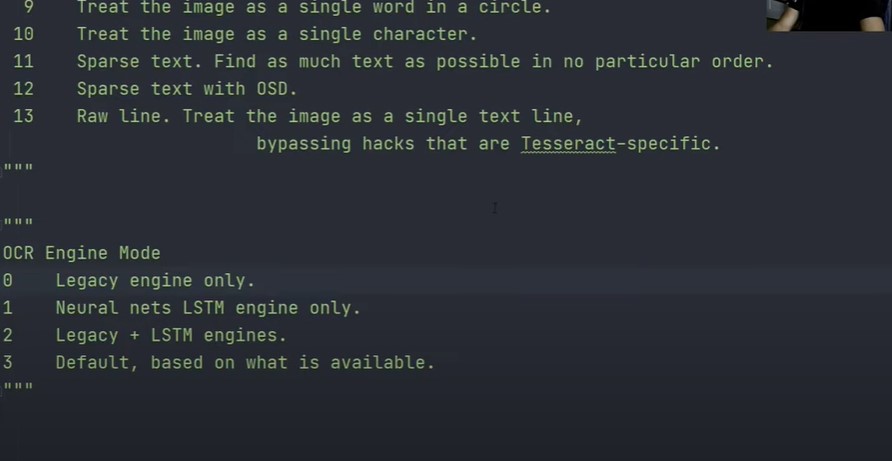 9 Treat the image as a single word in a circle.
10 Treat the image as a single character.
11 Sparse text. Find as much text as possible in no particular order.
12 Sparse text with OSD.
13 Raw line. Treat the image as a single text line,
bypassing hacks that are Tesseract-specific.
"""
"""
OCR Engine Mode
0 Legacy engine only.
1 Neural nets LSTM engine only.
2 Legacy + LSTM engines.
3 Default, based on what is available.
"""